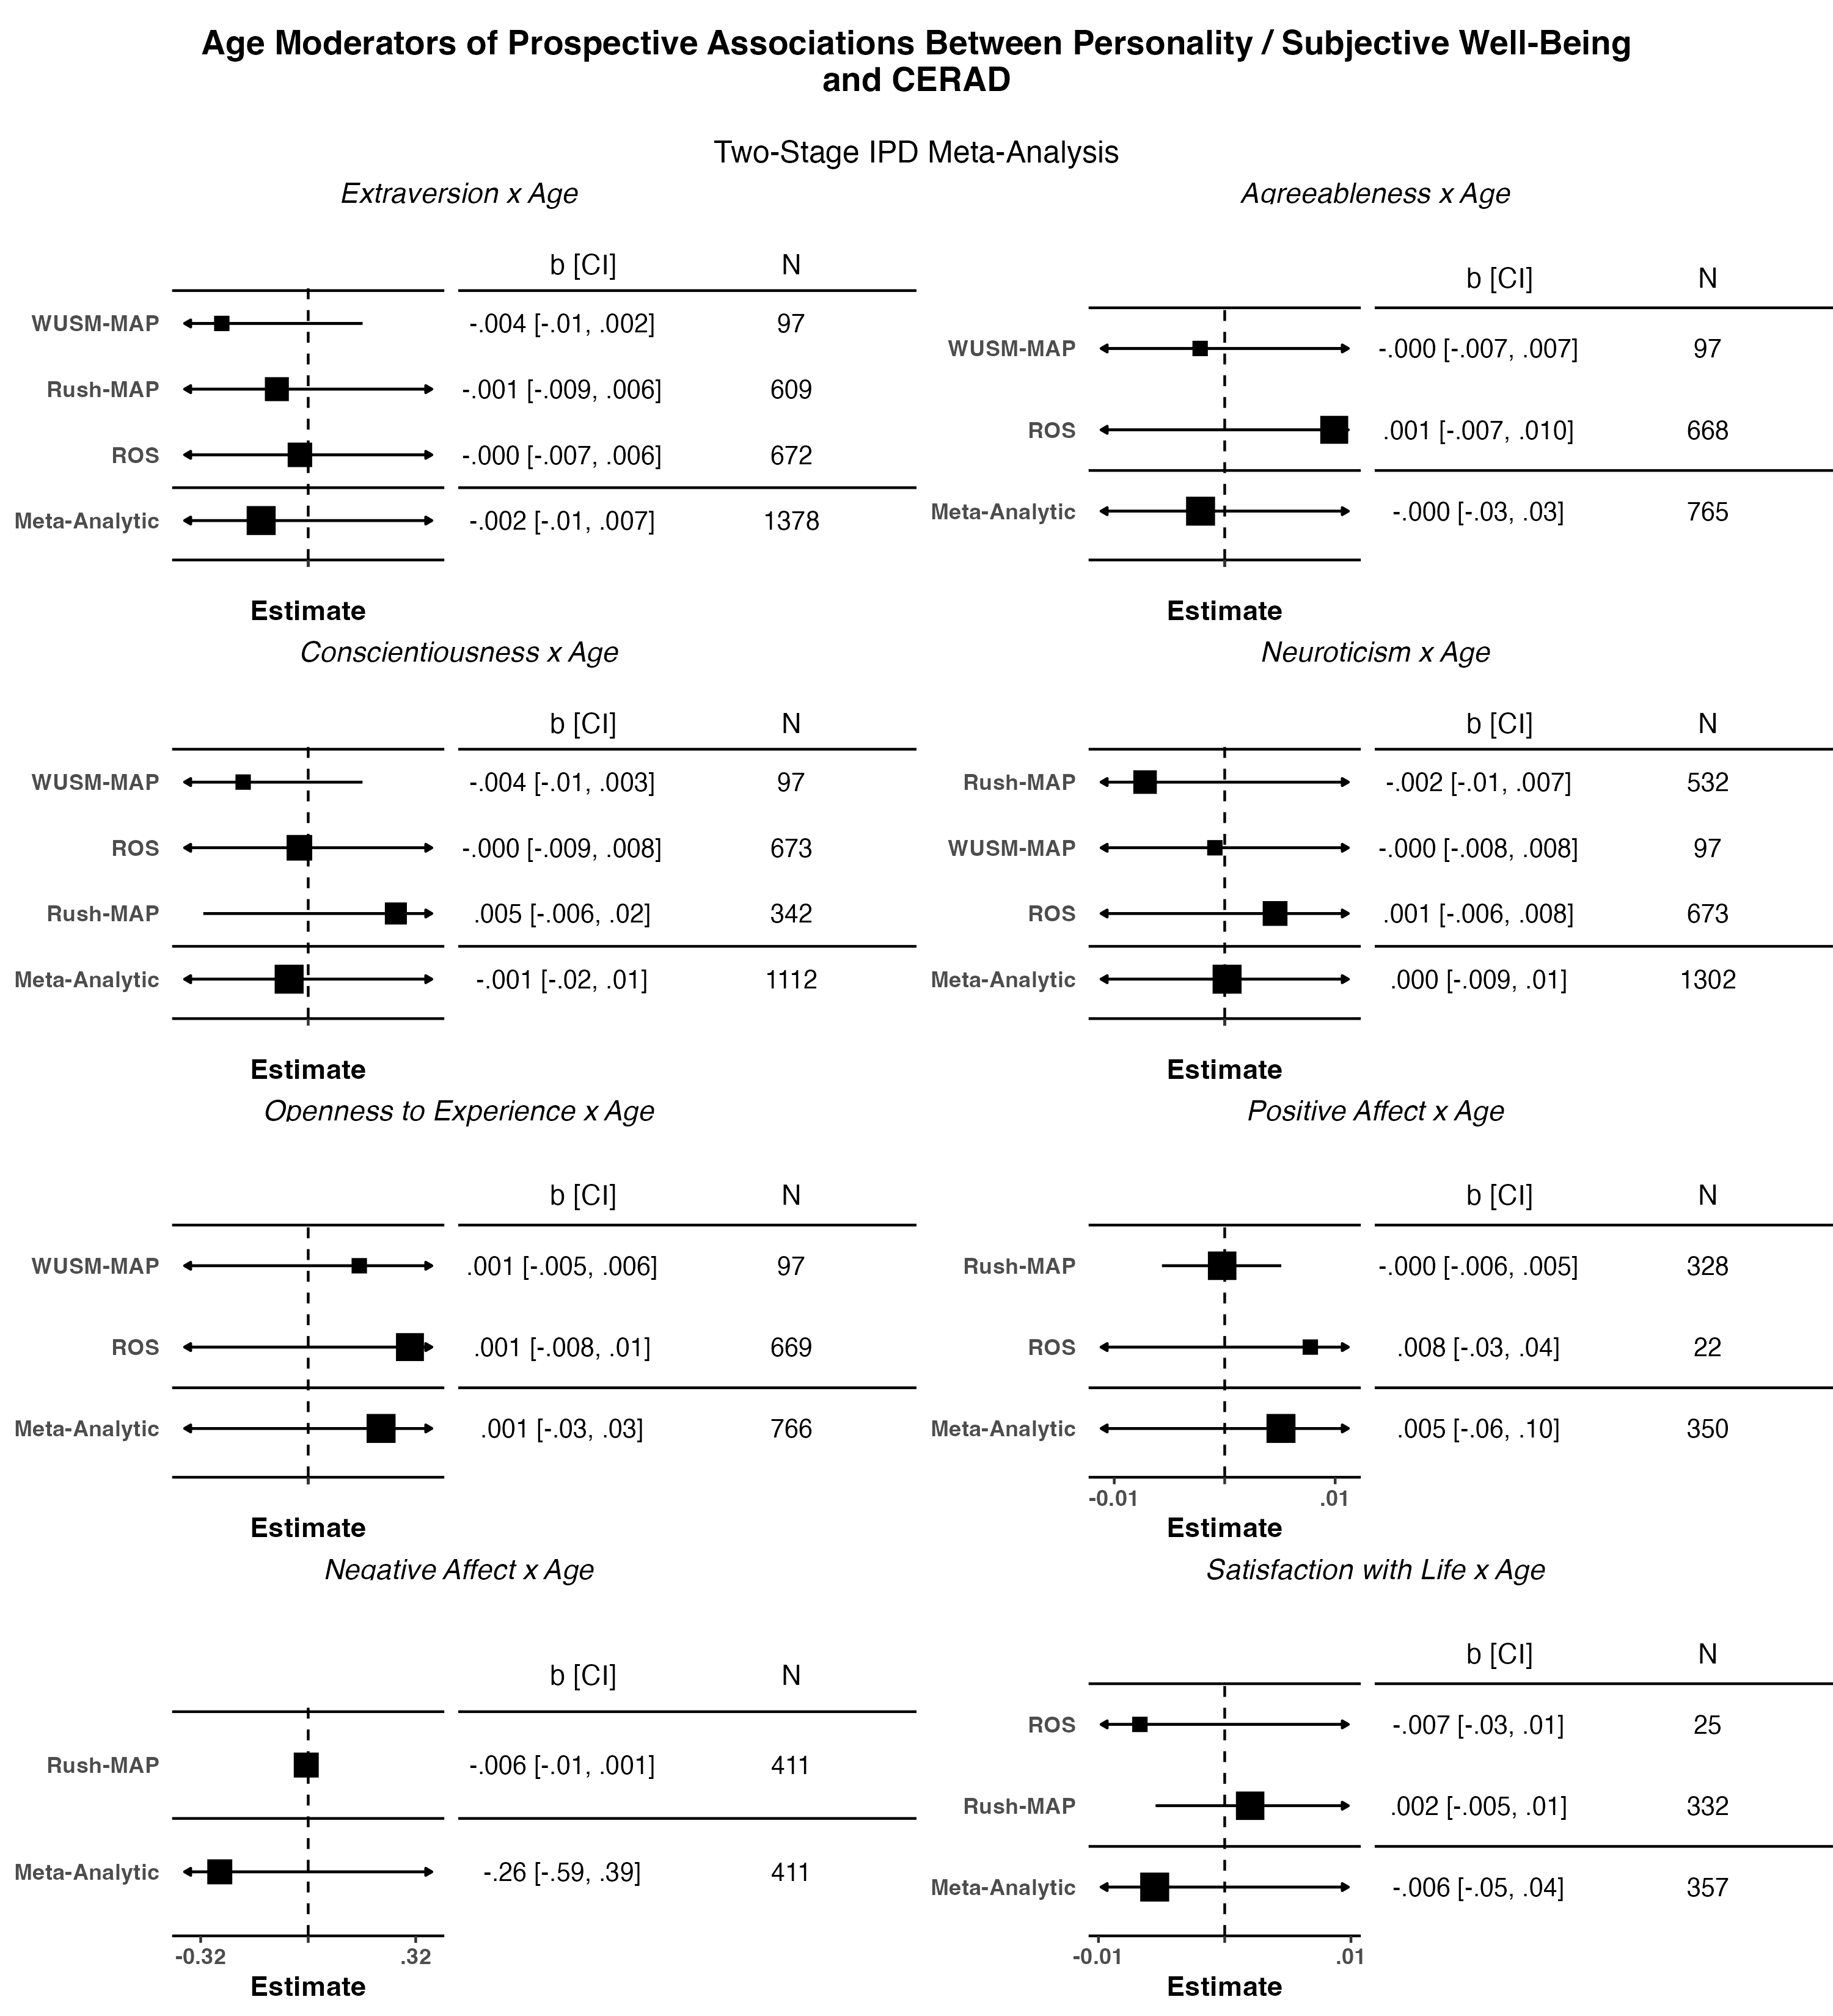 Age Moderators of Prospective Associations Between Personality / Subjective Well-Being
and CERAD
Two-Stage IPD Meta-Analysis
Extraversion x Age
b [CI] N
WUSM-MAP -.004 [-.01, .002] 97
Rush-MAP -.001 [-.009, .006] 609
ROS -.000 [-.007, .006] 672
Meta-Analytic -.002 [-.01, .007] 1378
Estimate
Agreeableness x Age
b [CI] N
WUSM-MAP -.000 [-.007, .007] 97
ROS .001 [-.007, .010] 668
Meta-Analytic -.000 [-.03, .03] 765
Estimate
Conscientiousness x Age
b [CI] N
WUSM-MAP -.004 [-.01, .003] 97
ROS -.000 [-.009, .008] 673
Rush-MAP .005 [-.006, .02] 342
Meta-Analytic -.001 [-.02, .01] 1112
Estimate
Neuroticism x Age
b [CI] N
Rush-MAP -.002 [-.01, .007] 532
WUSM-MAP -.000 [-.008, .008] 97
ROS .001 [-.006, .008] 673
Meta-Analytic .000 [-.009, .01] 1302
Estimate
Openness to Experience x Age
b [CI] N
WUSM-MAP .001 [-.005, .006] 97
ROS .001 [-.008, .01] 669
Meta-Analytic .001 [-.03, .03] 766
Estimate
Positive Affect x Age
b [CI] N
Rush-MAP -.000 [-.006, .005] 328
ROS .008 [-.03, .04] 22
Meta-Analytic .005 [-.06, .10] 350
-0.01 .01
Estimate
Negative Affect x Age
b [CI] N
Rush-MAP -.006 [-.01, .001] 411
Meta-Analytic -.26 [-.59, .39] 411
-0.32 .32
Estimate
Satisfaction with Life x Age
b [CI] N
ROS -.007 [-.03, .01] 25
Rush-MAP .002 [-.005, .01] 332
Meta-Analytic -.006 [-.05, .04] 357
-0.01 .01
Estimate